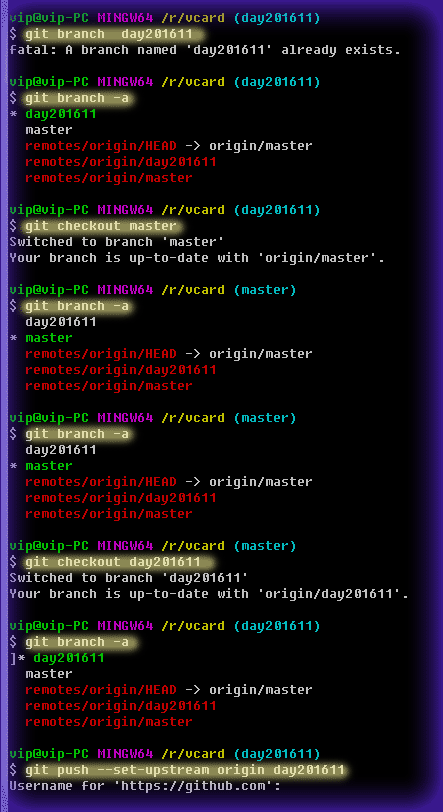 vip@vip-PC MINGW64 /r/vcard (day201611)
$ git branch  day201611
fatal: A branch named 'day201611' already exists.
vip@vip-PC MINGW64 /r/vcard (day201611)
$ git branch -a
* day201611
master
remotes/origin/HEAD -> origin/master
remotes/origin/day201611
remotes/origin/master
vip@vip-PC MINGW64 /r/vcard (day201611)
$ git checkout master
Switched to branch 'master'
Your branch is up-to-date with 'origin/master'.
vip@vip-PC MINGW64 /r/vcard (master)
$ git branch -a
day201611
* master
remotes/origin/HEAD -> origin/master
remotes/origin/day201611
remotes/origin/master
vip@vip-PC MINGW64 /r/vcard (master)
$ git branch -a
day201611
* master
remotes/origin/HEAD -> origin/master
remotes/origin/day201611
remotes/origin/master
vip@vip-PC MINGW64 /r/vcard (master)
$ git checkout day201611
Switched to branch 'day201611'
Your branch is up-to-date with 'origin/day201611'.
vip@vip-PC MINGW64 /r/vcard (day201611)
$ git branch -a
]* day201611
master
remotes/origin/HEAD -> origin/master
remotes/origin/day201611
remotes/origin/master
vip@vip-PC MINGW64 /r/vcard (day201611)
$ git push --set-upstream origin day201611
Username for 'https://github.com':